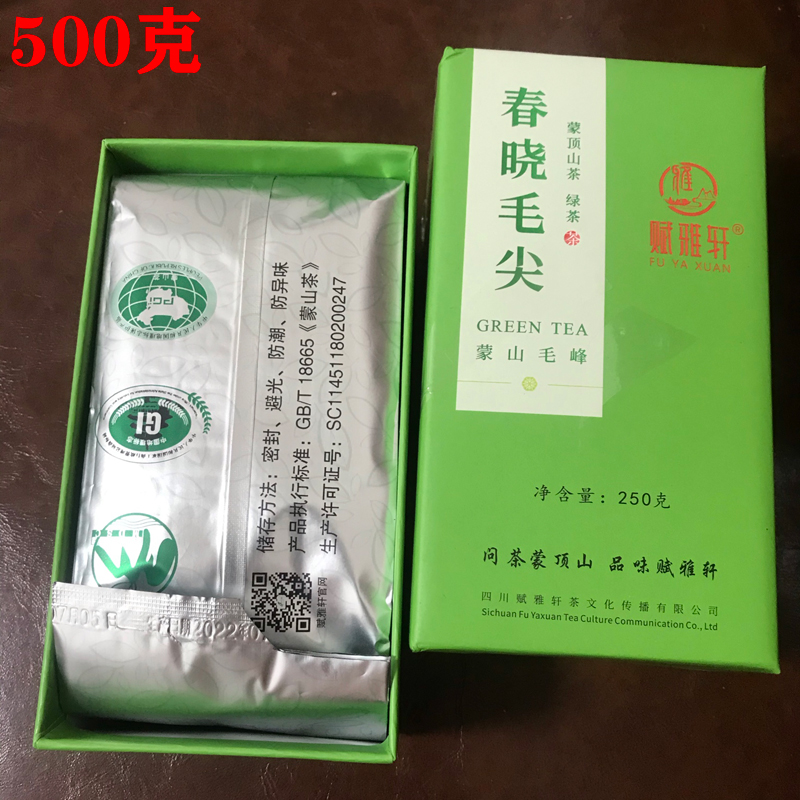 500克
春晓毛尖
蒙顶山茶 绿茶 茶
GREEN TEA
蒙山毛峰
雅
赋雅轩®
FU YA XUAN
净含量：250克
问茶蒙顶山 品味赋雅轩
四川赋雅轩茶文化传播有限公司
Sichuan Fu Yaxuan Tea Culture Communication Co., Ltd
储存方法：密封、避光、防潮、防异味
产品执行标准：GB/T 18665《蒙山茶》
生产许可证号：SC11451180200247
赋雅轩官网
PGI
GI
2022